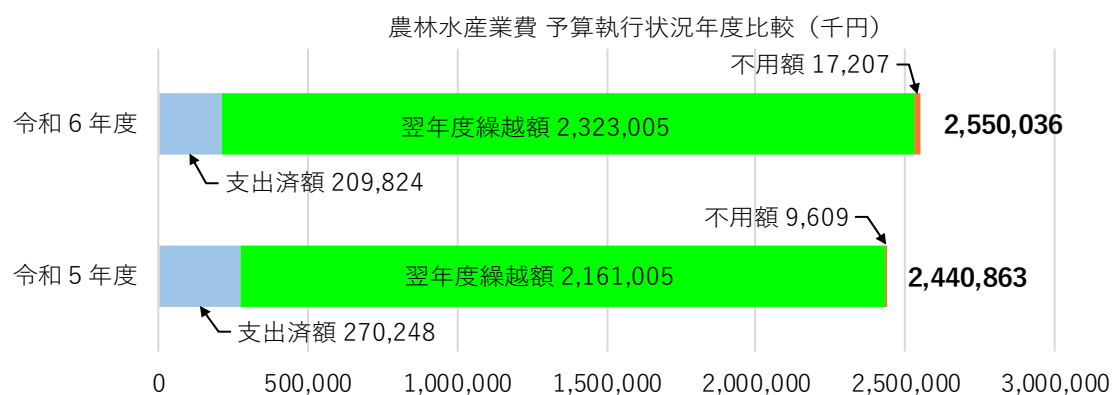 農林水産業費 予算執行状況年度比較（千円）
不用額 17,207
令和 6 年度
翌年度繰越額 2,323,005
2,550,036
支出済額 209,824
不用額 9,609
令和 5 年度
翌年度繰越額 2,161,005
2,440,863
支出済額 270,248
0 500,000 1,000,000 1,500,000 2,000,000 2,500,000 3,000,000